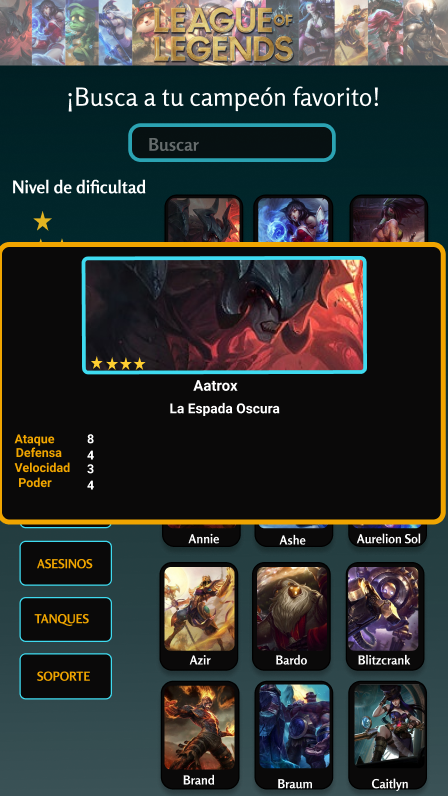 LEAGUE OF
LEGENDS
¡Busca a tu campeón favorito!
Buscar
Nivel de dificultad
Aatrox
La Espada Oscura
Ataque 8
Defensa 4
Velocidad 3
Poder 4
Annie Ashe Aurelion Sol
ASESINOS
TANQUES
SOPORTE
Azir Bardo Blitzcrank
Brand Braum Caitlyn